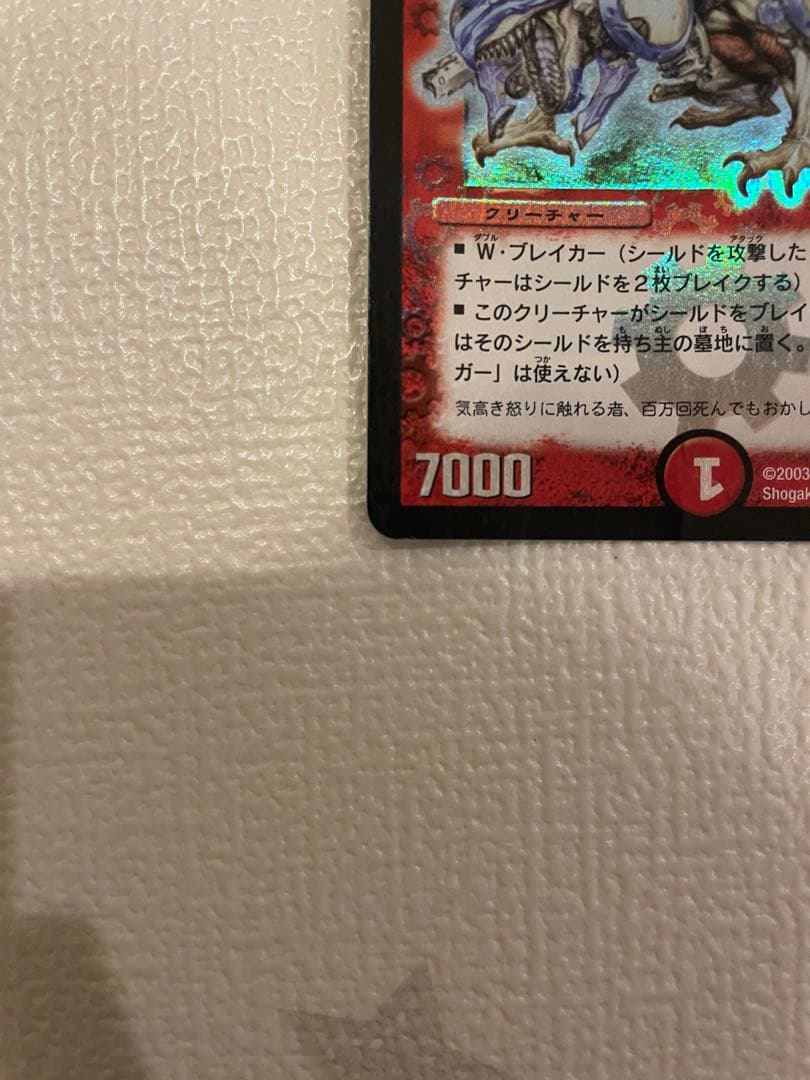 クリーチャー
■ W・ブレイカー（シールドを攻撃した
チャーはシールドを2枚ブレイクする）
■ このクリーチャーがシールドをブレイ
はそのシールドを持ち主の墓地に置く。
ガー」は使えない）
気高き怒りに触れる者、百万回死んでもおかし
7000
1
©2003
Shogak